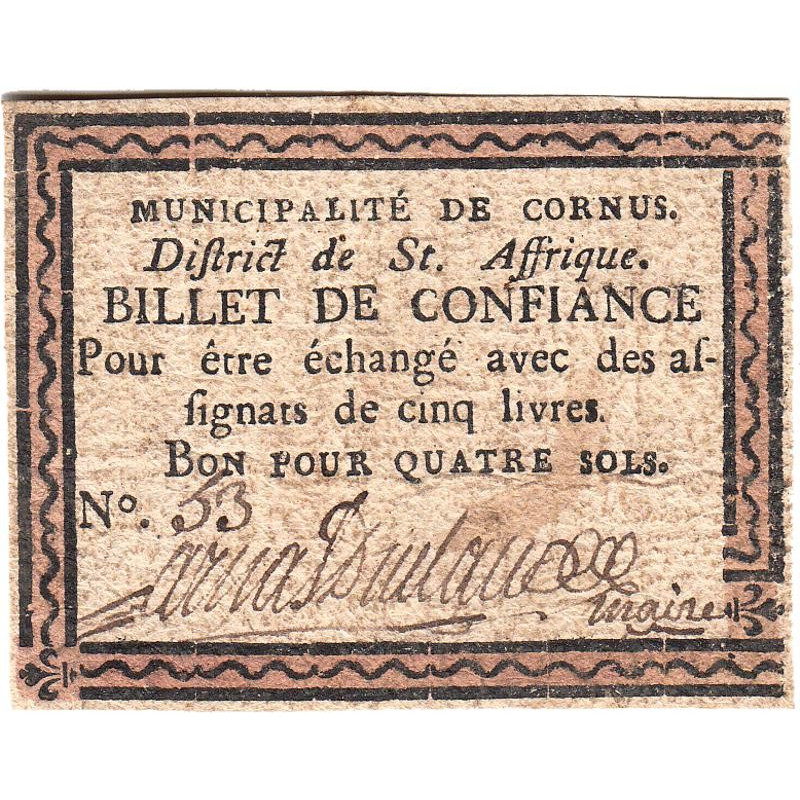 MUNICIPALITÉ DE CORNUS.
Diſtrict de St. Affrique.
BILLET DE CONFIANCE
Pour être échangé avec des aſ-
ſignats de cinq livres.
BON POUR QUATRE SOLS.
N°. 53
maire